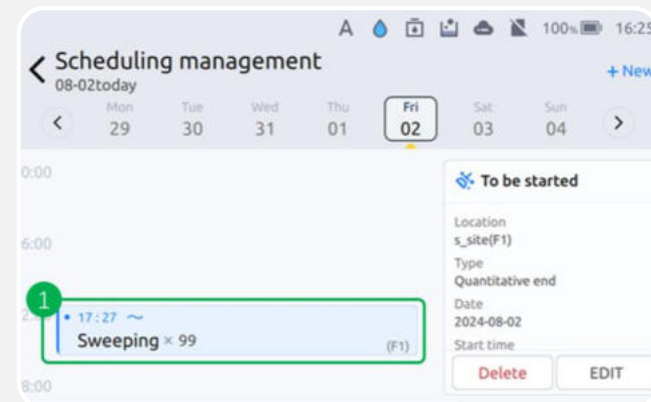 A 100% 16:25
Scheduling management
08-02today
+ New
Mon Tue Wed Thu Fri Sat Sun
< 29 30 31 01 02 03 04 >
0:00
To be started
Location
s_site(F1)
6:00
Type
Quantitative end
Date
2024-08-02
1
2:00
17:27 ～
Sweeping × 99
(F1)
Start time
Delete EDIT
8:00